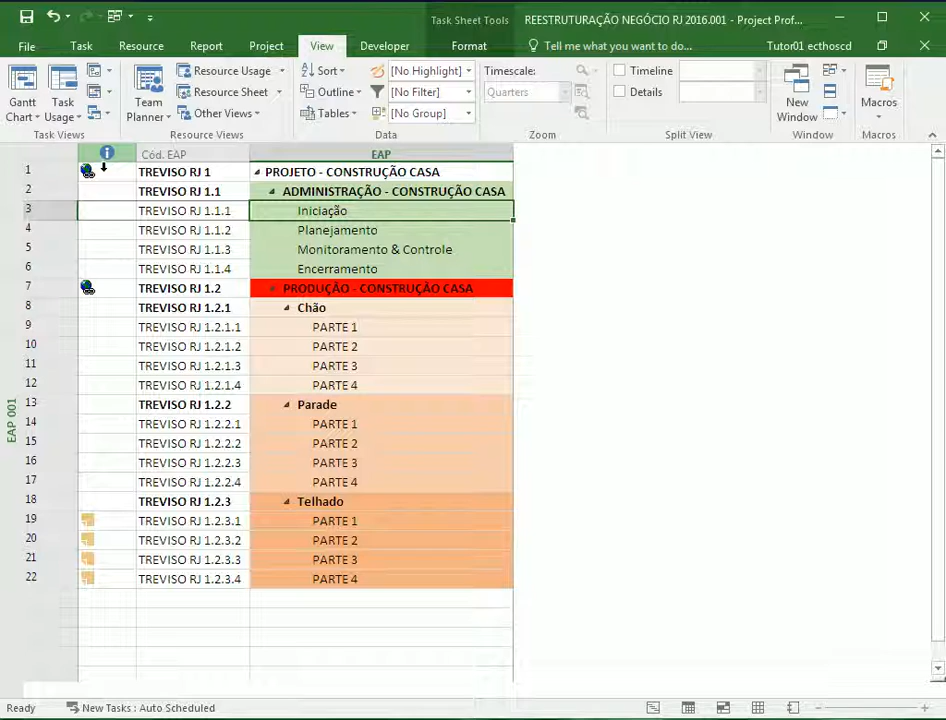 Task Sheet Tools
REESTRUTURAÇÃO NEGÓCIO RJ 2016.001 - Project Prof...
File Task Resource Report Project View Developer Format Tell me what you want to do... Tutor01 ecthoscd
Gantt Chart
Task Usage
Task Views
Team Planner
Resource Usage
Resource Sheet
Other Views
Resource Views
Sort
Outline
Tables
[No Highlight]
[No Filter]
[No Group]
Data
Timescale:
Quarters
Zoom
Timeline
Details
Split View
New Window
Window
Macros
Macros
Cód. EAP EAP
1 TREVISO RJ 1 PROJETO - CONSTRUÇÃO CASA
2 TREVISO RJ 1.1 ADMINISTRAÇÃO - CONSTRUÇÃO CASA
3 TREVISO RJ 1.1.1 Iniciação
4 TREVISO RJ 1.1.2 Planejamento
5 TREVISO RJ 1.1.3 Monitoramento & Controle
6 TREVISO RJ 1.1.4 Encerramento
7 TREVISO RJ 1.2 PRODUÇÃO - CONSTRUÇÃO CASA
8 TREVISO RJ 1.2.1 Chão
9 TREVISO RJ 1.2.1.1 PARTE 1
10 TREVISO RJ 1.2.1.2 PARTE 2
11 TREVISO RJ 1.2.1.3 PARTE 3
12 TREVISO RJ 1.2.1.4 PARTE 4
13 TREVISO RJ 1.2.2 Parade
14 TREVISO RJ 1.2.2.1 PARTE 1
15 TREVISO RJ 1.2.2.2 PARTE 2
16 TREVISO RJ 1.2.2.3 PARTE 3
17 TREVISO RJ 1.2.2.4 PARTE 4
18 TREVISO RJ 1.2.3 Telhado
19 TREVISO RJ 1.2.3.1 PARTE 1
20 TREVISO RJ 1.2.3.2 PARTE 2
21 TREVISO RJ 1.2.3.3 PARTE 3
22 TREVISO RJ 1.2.3.4 PARTE 4
EAP 001
Ready New Tasks : Auto Scheduled